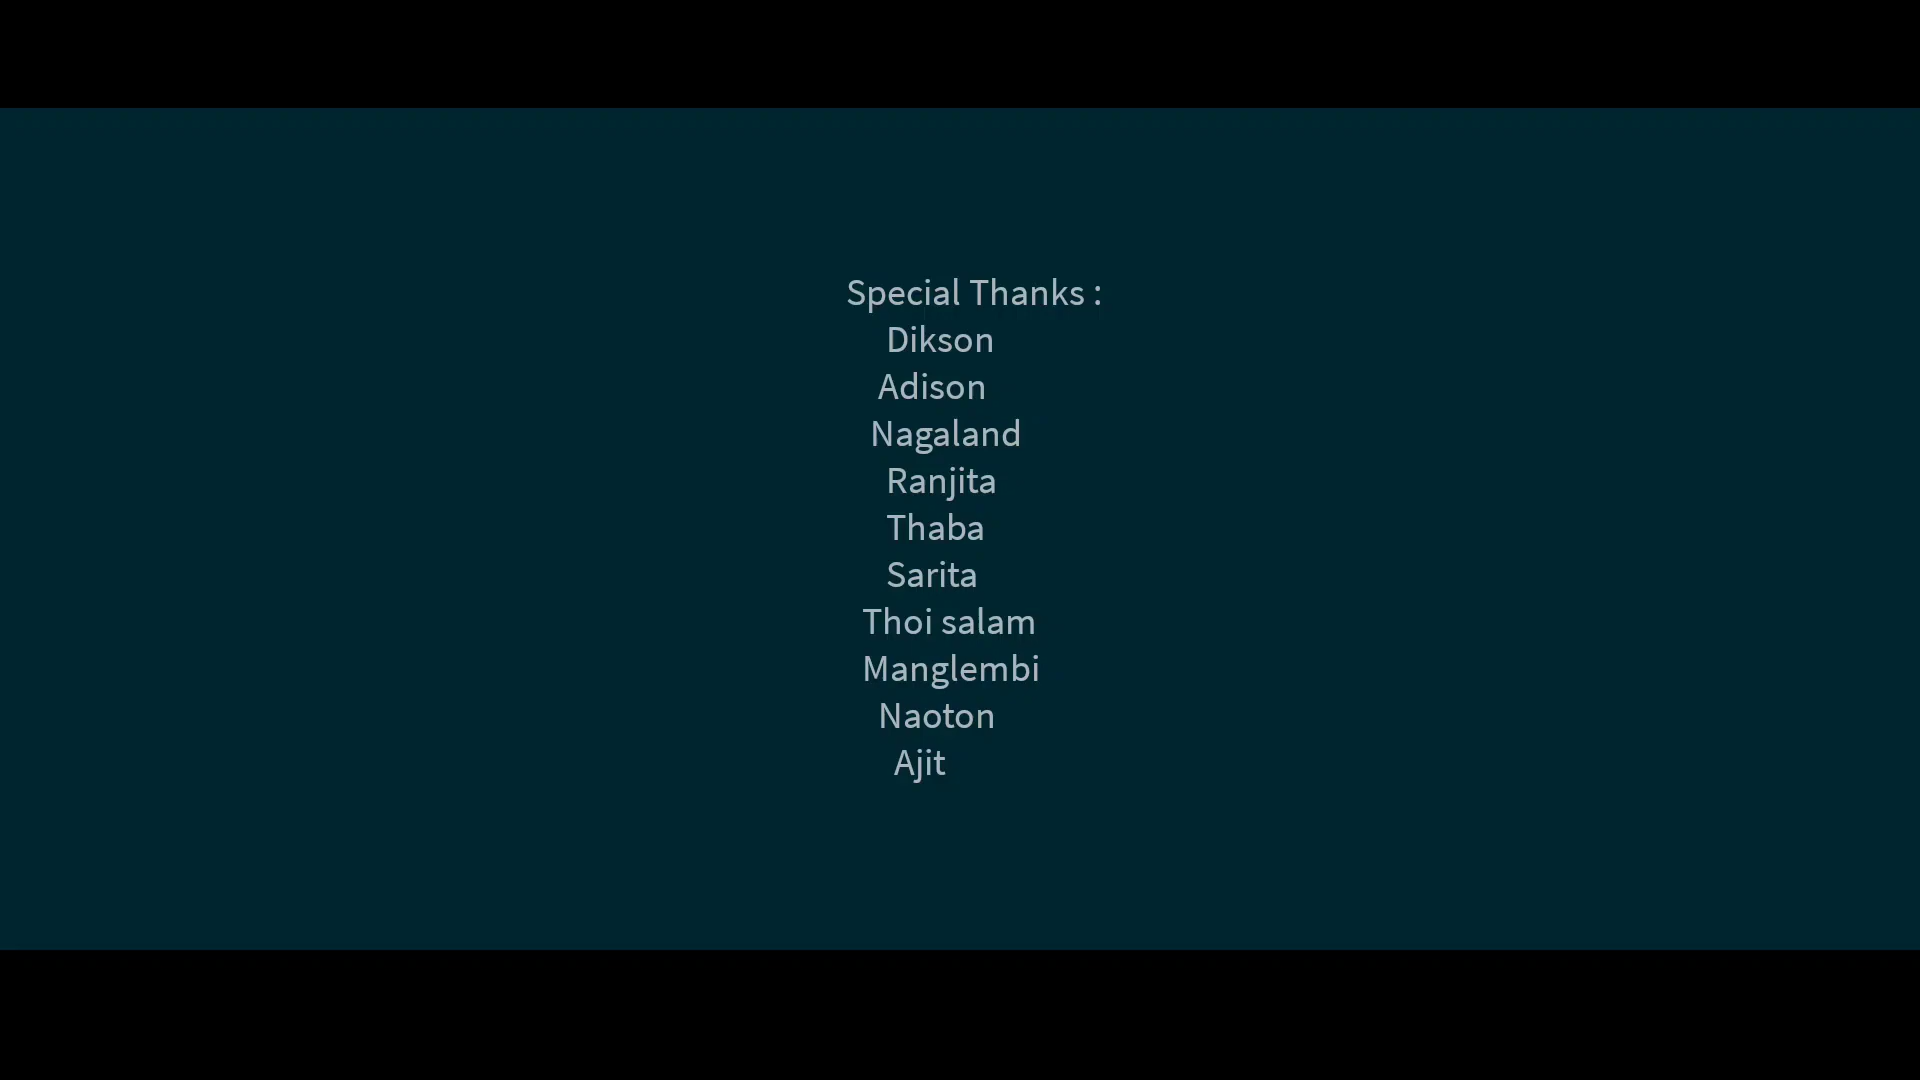 Special Thanks :
Dikson
Adison
Nagaland
Ranjita
Thaba
Sarita
Thoi salam
Manglembi
Naoton
Ajit